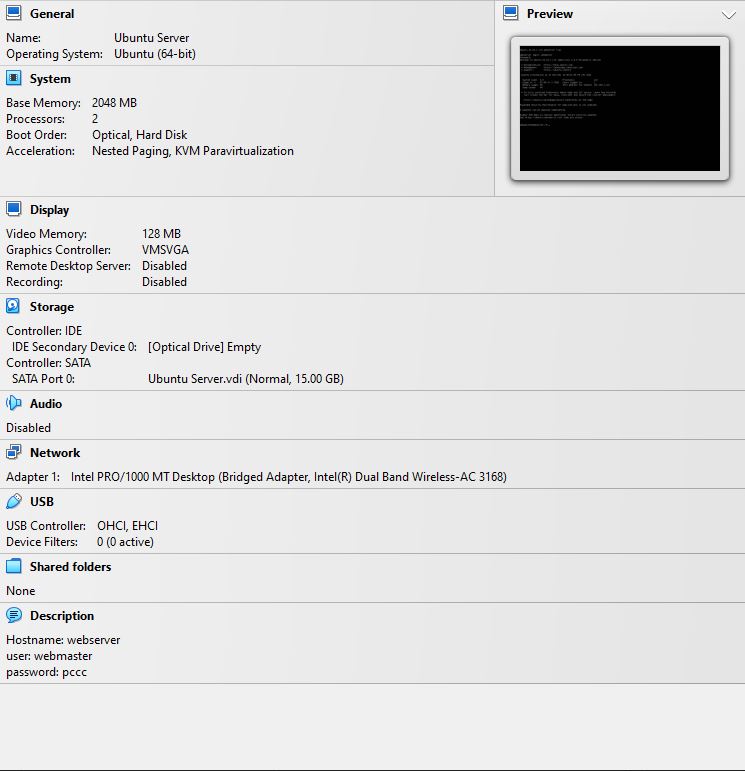 General
Name: Ubuntu Server
Operating System: Ubuntu (64-bit)
System
Base Memory: 2048 MB
Processors: 2
Boot Order: Optical, Hard Disk
Acceleration: Nested Paging, KVM Paravirtualization
Preview
Display
Video Memory: 128 MB
Graphics Controller: VMSVGA
Remote Desktop Server: Disabled
Recording: Disabled
Storage
Controller: IDE
IDE Secondary Device 0: [Optical Drive] Empty
Controller: SATA
SATA Port 0: Ubuntu Server.vdi (Normal, 15.00 GB)
Audio
Disabled
Network
Adapter 1: Intel PRO/1000 MT Desktop (Bridged Adapter, Intel(R) Dual Band Wireless-AC 3168)
USB
USB Controller: OHCI, EHCI
Device Filters: 0 (0 active)
Shared folders
None
Description
Hostname: webserver
user: webmaster
password: pccc